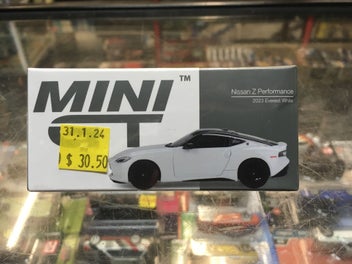 MINI
™
GT
Nissan Z Performance
2023 Everest White
31.1.24
$ 30.50